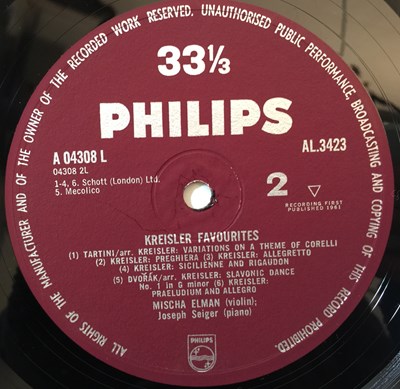 ALL RIGHTS OF THE MANUFACTURER AND OF THE OWNER OF THE RECORDED WORK RESERVED. UNAUTHORISED PUBLIC PERFORMANCE, BROADCASTING AND COPYING OF THIS RECORD PROHIBITED.
33⅓
PHILIPS
A 04308 L
AL.3423
04308 2L
1-4, 6. Schott (London) Ltd.
5. Mecolico
2
RECORDING FIRST
PUBLISHED 1961
KREISLER FAVOURITES
(1) TARTINI/arr. KREISLER: VARIATIONS ON A THEME OF CORELLI
(2) KREISLER: PREGHIERA (3) KREISLER: ALLEGRETTO
(4) KREISLER: SICILIENNE AND RIGAUDON
(5) DVOŘÁK/arr. KREISLER: SLAVONIC DANCE
No. 1 in G minor (6) KREISLER:
PRAELUDIUM AND ALLEGRO
MISCHA ELMAN (violin);
Joseph Seiger (piano)
PHILIPS